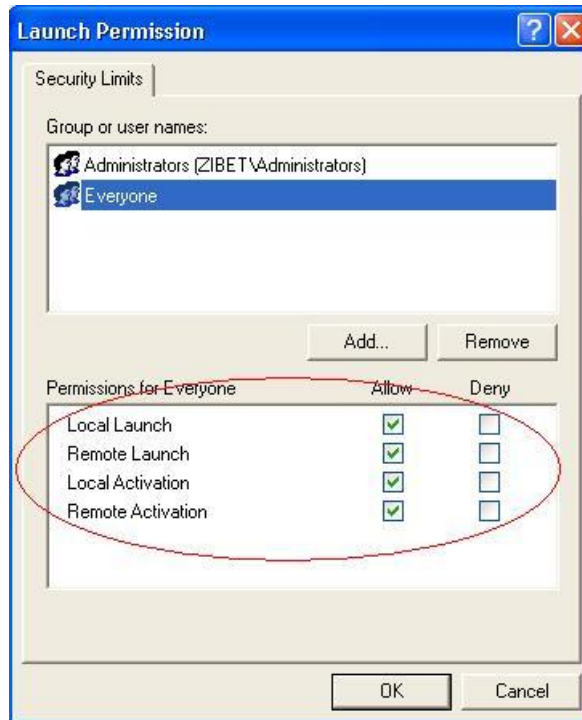 Launch Permission
Security Limits
Group or user names:
Administrators (ZIBET\Administrators)
Everyone
Add...
Remove
Permissions for Everyone
Allow
Deny
Local Launch
Remote Launch
Local Activation
Remote Activation
OK
Cancel